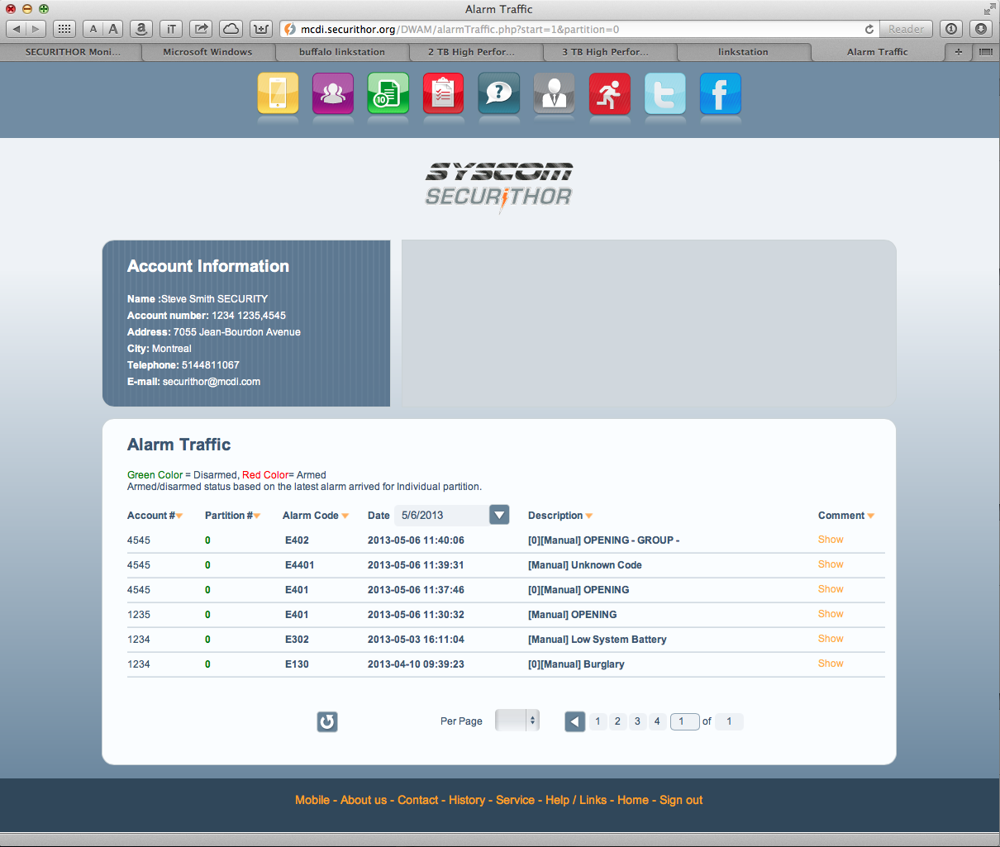 Alarm Traffic
A A a iT mcdi.securithor.org/DWAM/alarmTraffic.php?start=1&partition=0 Reader
SECURITHOR Moni... Microsoft Windows buffalo linkstation 2 TB High Perfor... 3 TB High Perfor... linkstation Alarm Traffic +
10 ? t f
SYSCOM
SECURITHOR
Account Information
Name :Steve Smith SECURITY
Account number: 1234 1235,4545
Address: 7055 Jean-Bourdon Avenue
City: Montreal
Telephone: 5144811067
E-mail: securithor@mcdi.com
Alarm Traffic
Green Color = Disarmed, Red Color= Armed
Armed/disarmed status based on the latest alarm arrived for Individual partition.
Account # Partition # Alarm Code Date 5/6/2013 Description Comment
4545 0 E402 2013-05-06 11:40:06 [0][Manual] OPENING - GROUP - Show
4545 0 E4401 2013-05-06 11:39:31 [Manual] Unknown Code Show
4545 0 E401 2013-05-06 11:37:46 [0][Manual] OPENING Show
1235 0 E401 2013-05-06 11:30:32 [Manual] OPENING Show
1234 0 E302 2013-05-03 16:11:04 [Manual] Low System Battery Show
1234 0 E130 2013-04-10 09:39:23 [0][Manual] Burglary Show
Per Page 1 2 3 4 1 of 1
Mobile - About us - Contact - History - Service - Help / Links - Home - Sign out